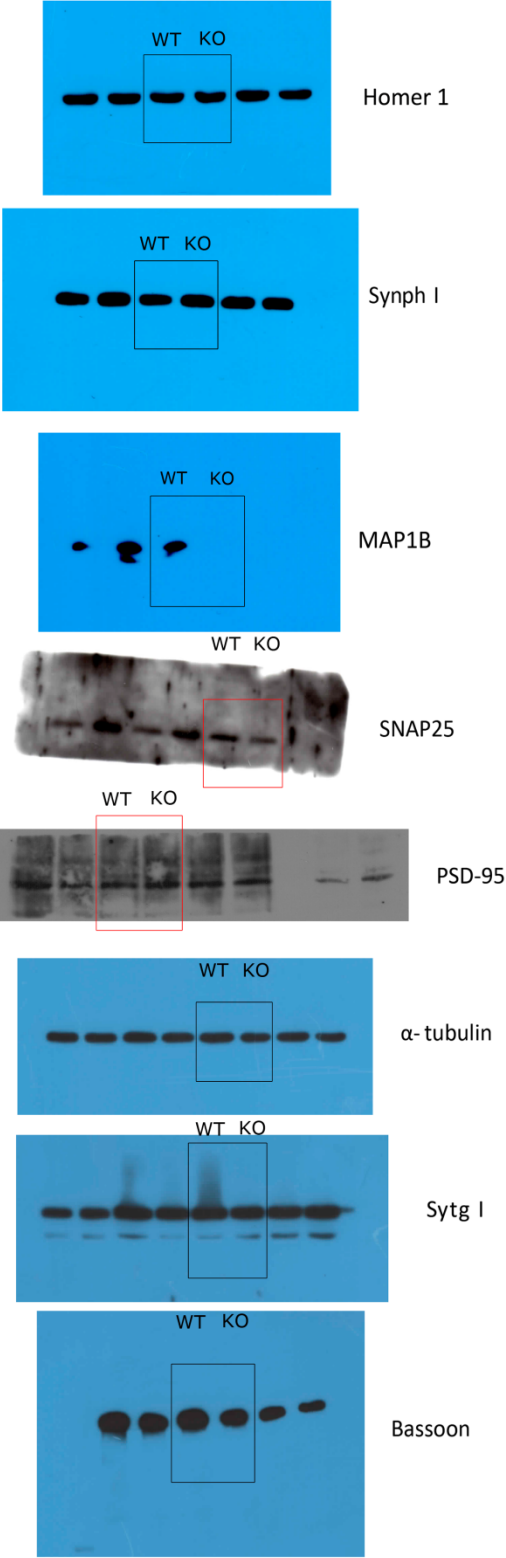 WT KO
Homer 1
WT KO
Synph I
WT KO
MAP1B
WT KO
SNAP25
WT KO
PSD-95
WT KO
α- tubulin
WT KO
Sytg I
WT KO
Bassoon